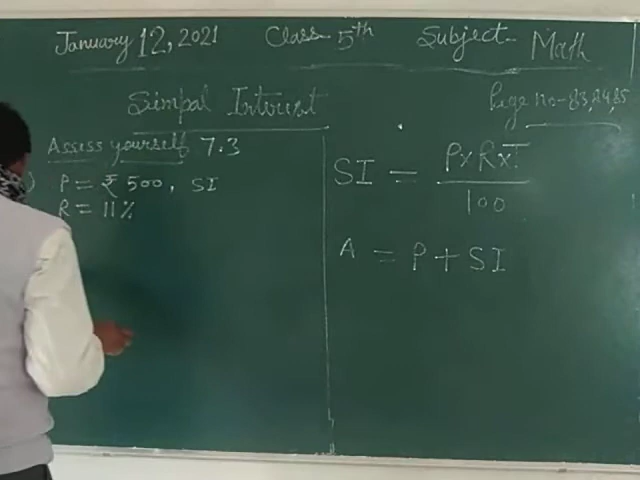 January 12, 2021 Class- 5th Subject- Math
Simpal Intrust
Page no-83,84,85
Assess yourself 7.3
) P = ₹ 500, SI
R = 11%
SI = P×R×T
100
A = P + SI